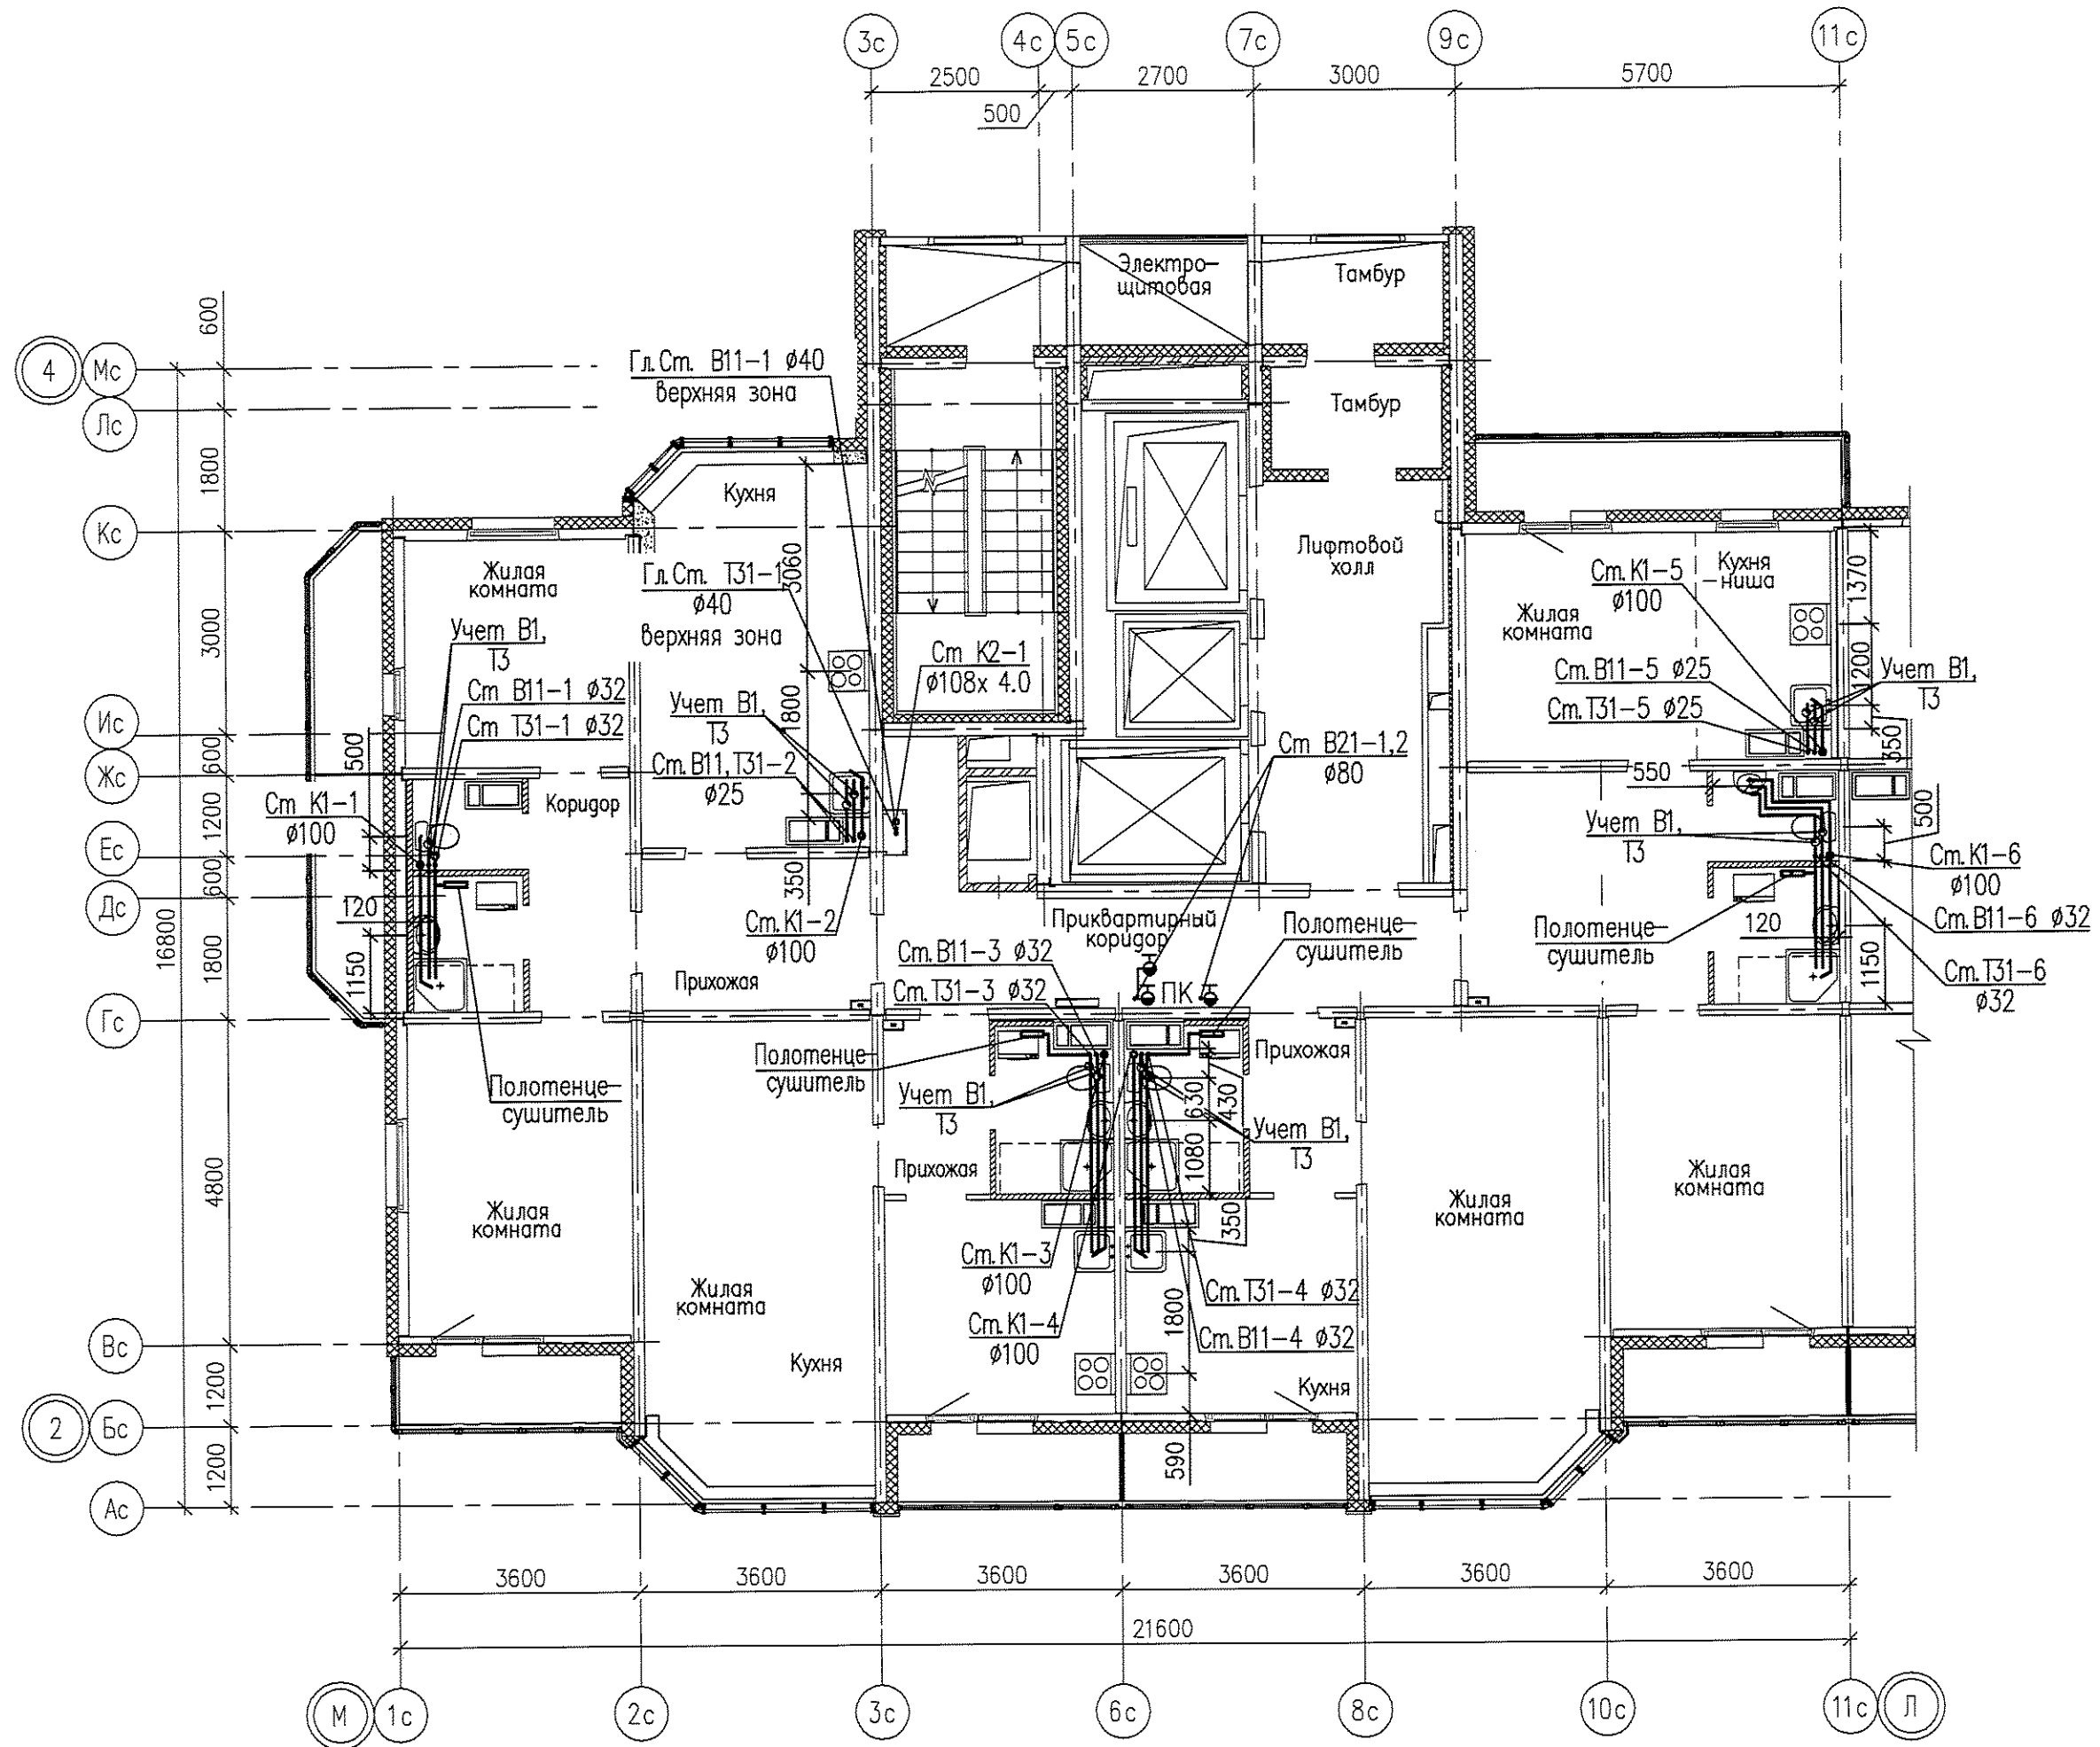 3с
4с
5с
7с
9с
11с
2500
2700
3000
5700
500
Электро-
щитовая
Тамбур
4
Мс
Лс
Гл.Ст. В11-1 ø40
верхняя зона
Тамбур
600
1800
Кс
Кухня
3060
Лифтовой
холл
Ст.К1-5
ø100
Кухня
-ниша
1370
Жилая
комната
Гл.Ст. Т31-1
ø40
верхняя зона
Жилая
комната
3000
Учет В1,
Т3
Ст К2-1
ø108х 4.0
Ст В11-1 ø32
Ст Т31-1 ø32
Учет В1,
Т3
1800
Ст.В11-5 ø25
Ст.Т31-5 ø25
1200
Учет В1,
Т3
350
Ис
Жс
600
500
Ст.В11,Т31-2
ø25
Ст В21-1,2
ø80
550
500
Ст К1-1
ø100
Коридор
1200
Учет В1,
Т3
Ес
350
Ст.К1-6
ø100
Дс
600
120
Ст.К1-2
ø100
Приквартирный
коридор
Полотенце-
сушитель
Полотенце-
сушитель
120
Ст.В11-6 ø32
16800
1800
1150
Прихожая
Ст.В11-3 ø32
Ст.Т31-3 ø32
ПК
1150
Ст.Т31-6
ø32
Гс
Полотенце-
сушитель
Полотенце-
сушитель
Прихожая
Учет В1,
Т3
630
430
Учет В1,
Т3
1080
Прихожая
4800
Жилая
комната
Жилая
комната
Жилая
комната
350
Ст.К1-3
ø100
Жилая
комната
Ст.Т31-4 ø32
1800
Ст.К1-4
ø100
Ст.В11-4 ø32
Вс
Кухня
Кухня
1200
2
Бс
590
1200
Ас
3600
3600
3600
3600
3600
3600
21600
М
1с
2с
3с
6с
8с
10с
11с
Л